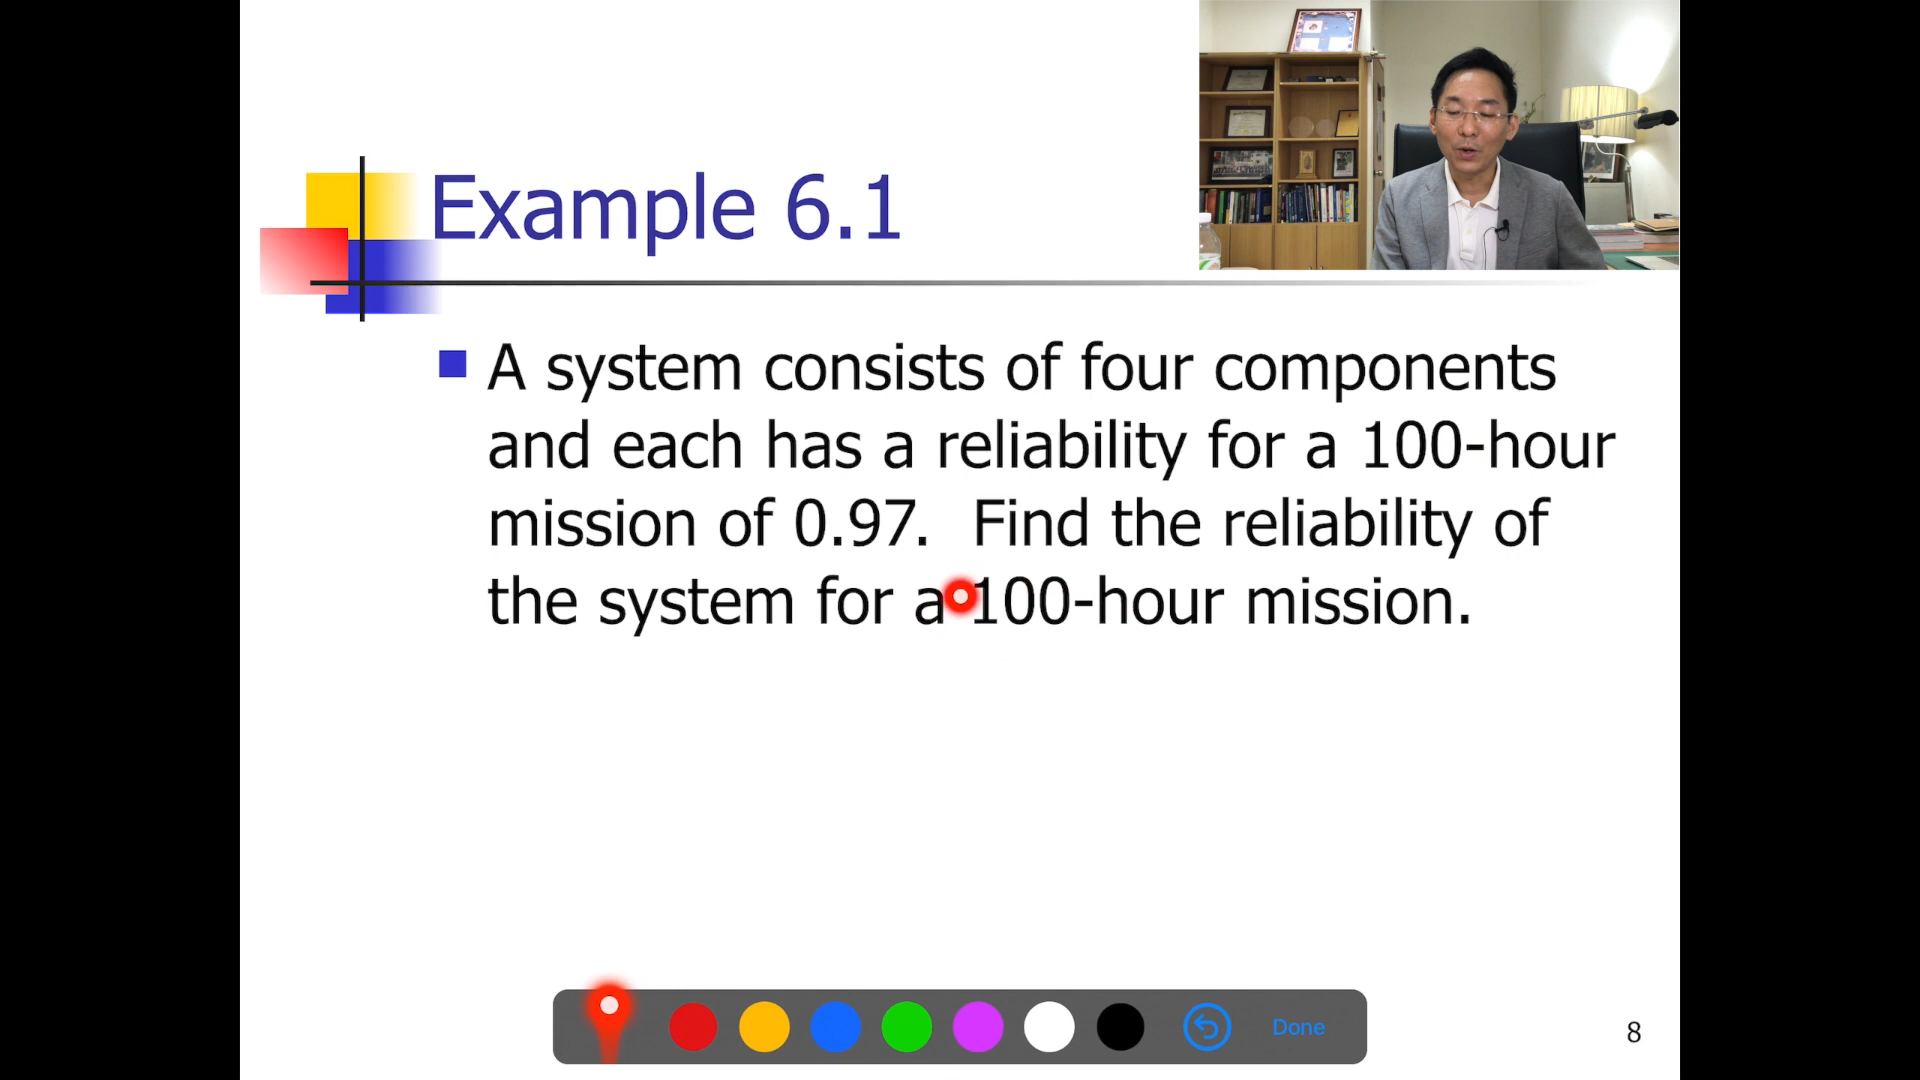 Example 6.1
A system consists of four components
and each has a reliability for a 100-hour
mission of 0.97.  Find the reliability of
the system for a 100-hour mission.
Done
8